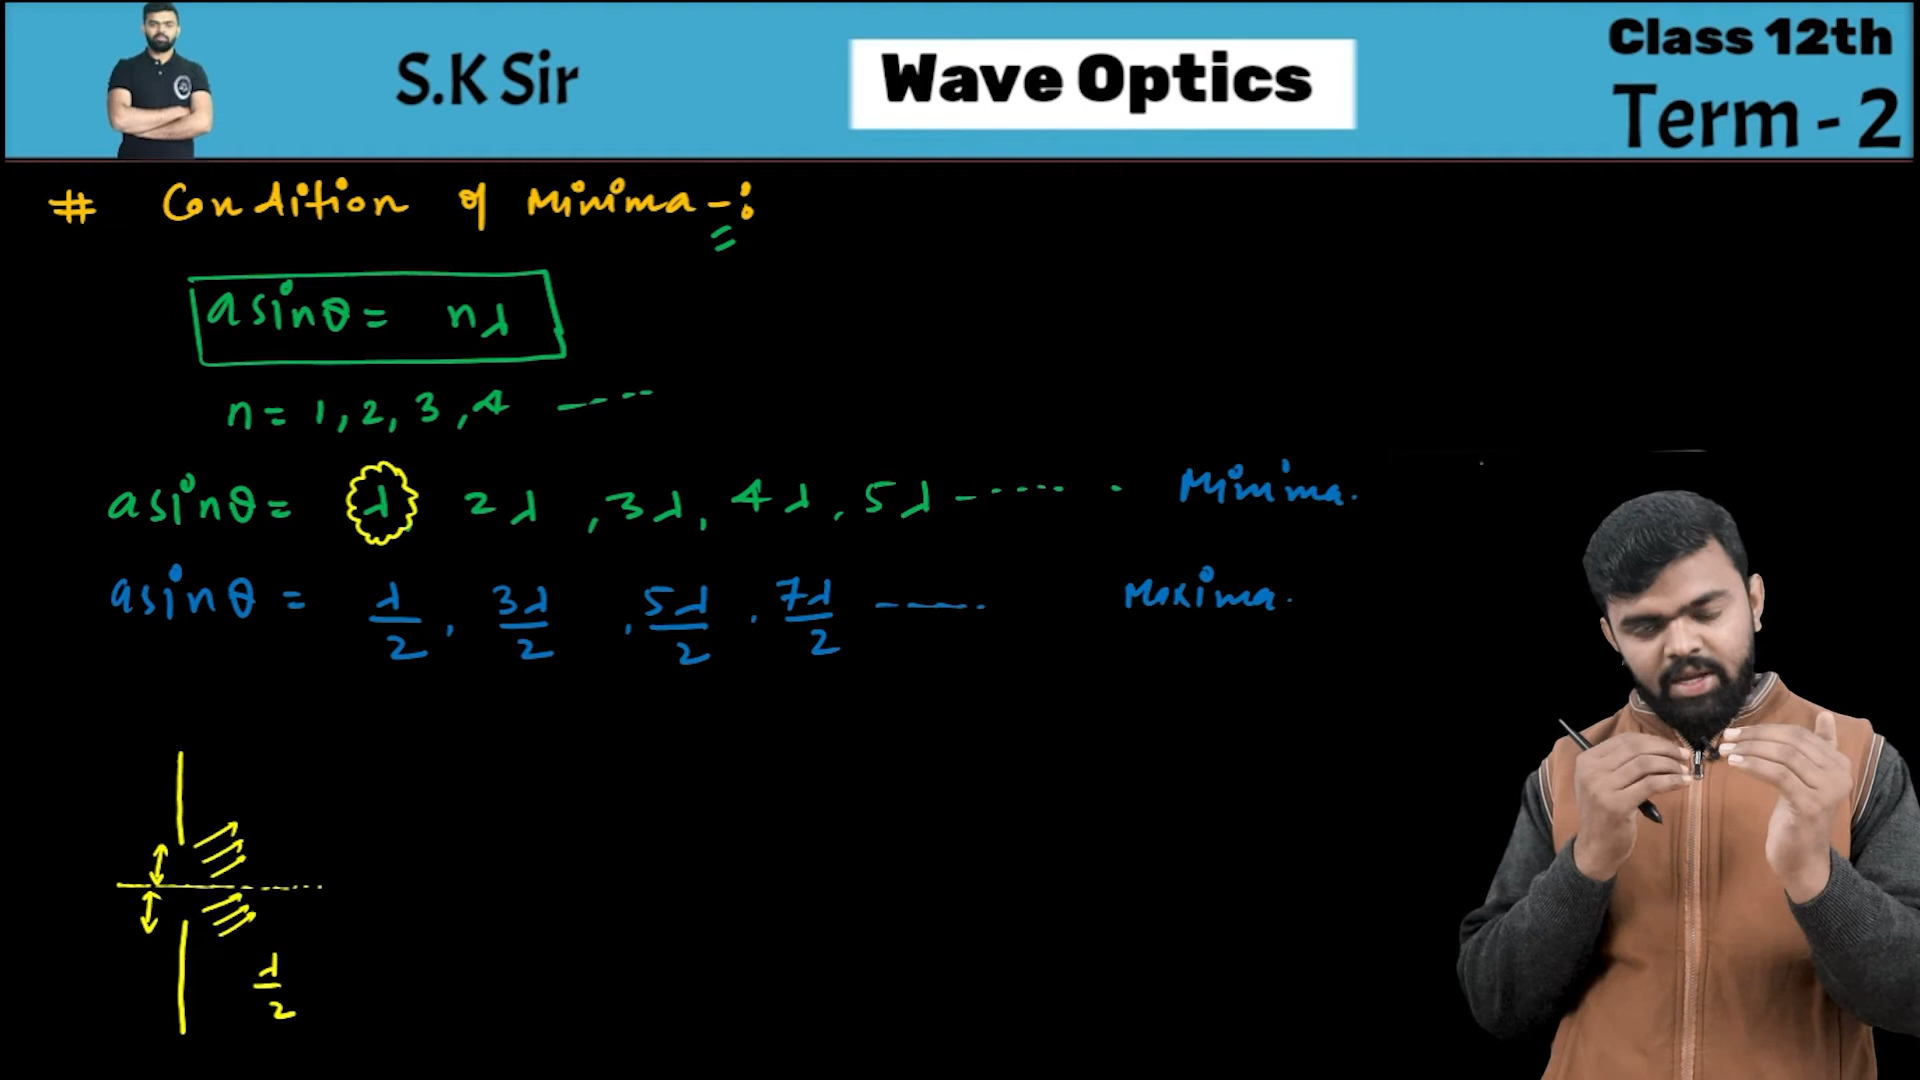 S.K Sir
Wave Optics
Class 12th
Term - 2
# Condition of Minima -:
a sinθ = nλ
n = 1, 2, 3, 4 ----
a sinθ = λ, 2λ, 3λ, 4λ, 5λ ------ . Minima.
a sinθ = λ/2, 3λ/2, 5λ/2, 7λ/2 ----- Maxima.
λ/2